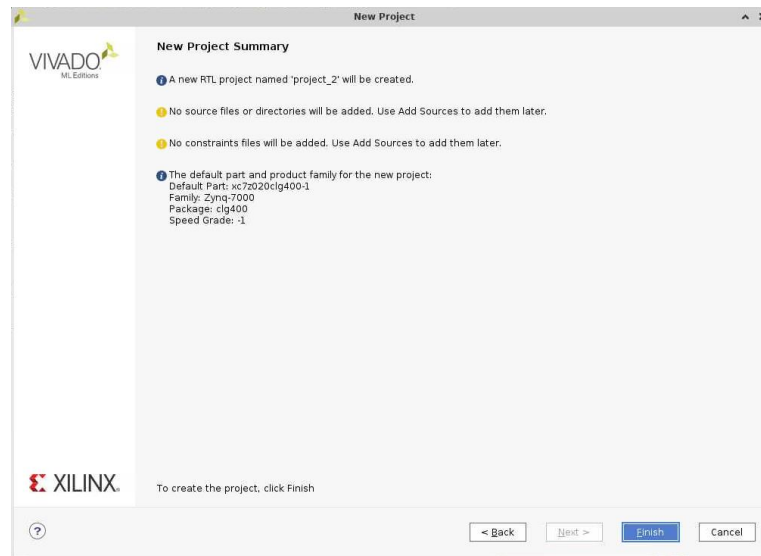 New Project
VIVADO
ML Editions
New Project Summary
A new RTL project named 'project_2' will be created.
No source files or directories will be added. Use Add Sources to add them later.
No constraints files will be added. Use Add Sources to add them later.
The default part and product family for the new project:
Default Part: xc7z020clg400-1
Family: Zynq-7000
Package: clg400
Speed Grade: -1
XILINX
To create the project, click Finish
?
< Back
Next >
Finish
Cancel